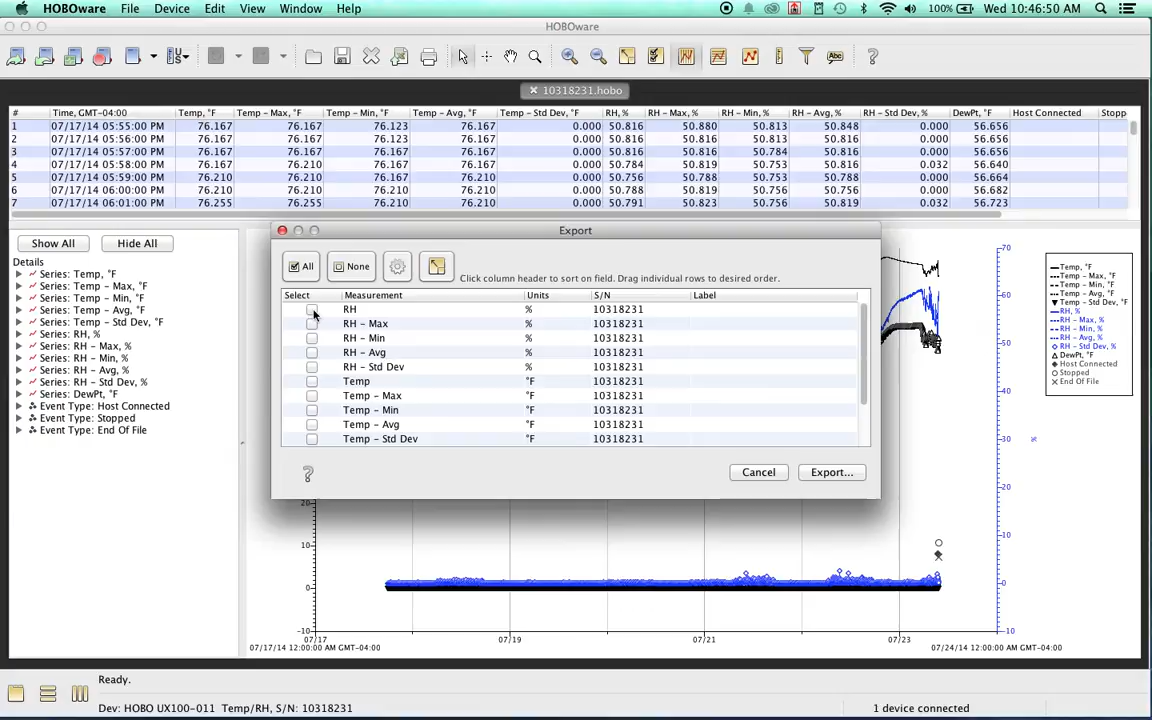 HOBOware File Device Edit View Window Help 100% Wed 10:46:50 AM
HOBOware
10318231.hobo
# Time, GMT-04:00 Temp, °F Temp - Max, °F Temp - Min, °F Temp - Avg, °F Temp - Std Dev, °F RH, % RH - Max, % RH - Min, % RH - Avg, % RH - Std Dev, % DewPt, °F Host Connected Stopp
1 07/17/14 05:55:00 PM 76.167 76.167 76.123 76.167 0.000 50.816 50.880 50.813 50.848 0.000 56.656
2 07/17/14 05:56:00 PM 76.167 76.167 76.123 76.167 0.000 50.816 50.816 50.813 50.816 0.000 56.656
3 07/17/14 05:57:00 PM 76.167 76.167 76.167 76.167 0.000 50.816 50.816 50.784 50.816 0.000 56.656
4 07/17/14 05:58:00 PM 76.167 76.210 76.167 76.167 0.000 50.784 50.819 50.753 50.816 0.032 56.640
5 07/17/14 05:59:00 PM 76.210 76.210 76.167 76.210 0.000 50.756 50.788 50.753 50.788 0.000 56.664
6 07/17/14 06:00:00 PM 76.210 76.210 76.210 76.210 0.000 50.788 50.819 50.756 50.788 0.000 56.682
7 07/17/14 06:01:00 PM 76.255 76.255 76.210 76.210 0.000 50.791 50.823 50.756 50.819 0.032 56.723
Show All Hide All
Details
Series: Temp, °F
Series: Temp - Max, °F
Series: Temp - Min, °F
Series: Temp - Avg, °F
Series: Temp - Std Dev, °F
Series: RH, %
Series: RH - Max, %
Series: RH - Min, %
Series: RH - Avg, %
Series: RH - Std Dev, %
Series: DewPt, °F
Event Type: Host Connected
Event Type: Stopped
Event Type: End Of File
Export
All None Click column header to sort on field. Drag individual rows to desired order.
Select Measurement Units S/N Label
RH % 10318231
RH - Max % 10318231
RH - Min % 10318231
RH - Avg % 10318231
RH - Std Dev % 10318231
Temp °F 10318231
Temp - Max °F 10318231
Temp - Min °F 10318231
Temp - Avg °F 10318231
Temp - Std Dev °F 10318231
? Cancel Export...
70
60
50
40
30 %
20
10
0
-10
20
10
0
-10
Temp, °F
Temp - Max, °F
Temp - Min, °F
Temp - Avg, °F
Temp - Std Dev, °F
RH, %
RH - Max, %
RH - Min, %
RH - Avg, %
RH - Std Dev, %
DewPt, °F
Host Connected
Stopped
End Of File
07/17 07/19 07/21 07/23
07/17/14 12:00:00 AM GMT-04:00 07/24/14 12:00:00 AM GMT-04:00
Ready.
Dev: HOBO UX100-011 Temp/RH, S/N: 10318231 1 device connected